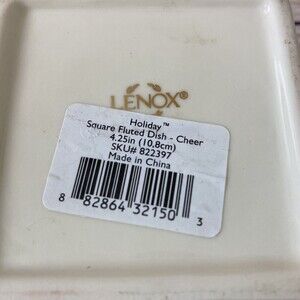 LENOX®
Holiday™
Square Fluted Dish - Cheer
4.25in (10,8cm)
SKU# 822397
Made in China
8 82864 32150 3